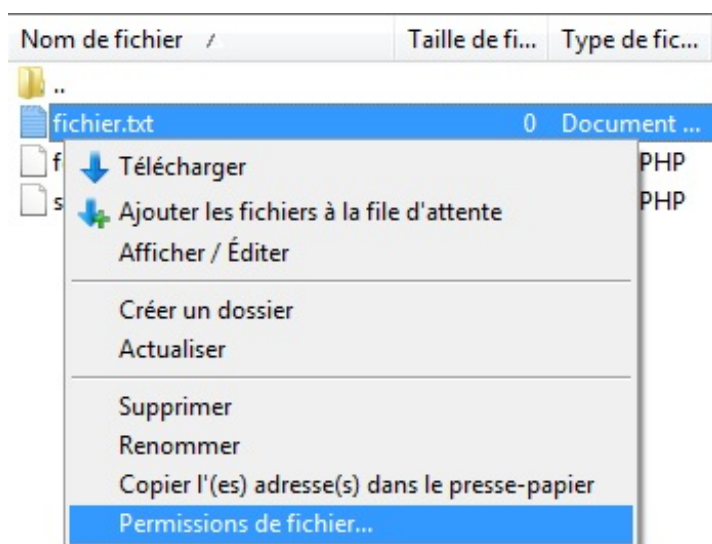 Nom de fichier Taille de fi... Type de fic...
..
fichier.txt 0 Document ...
f PHP
s PHP
Télécharger
Ajouter les fichiers à la file d'attente
Afficher / Éditer
Créer un dossier
Actualiser
Supprimer
Renommer
Copier l'(es) adresse(s) dans le presse-papier
Permissions de fichier...